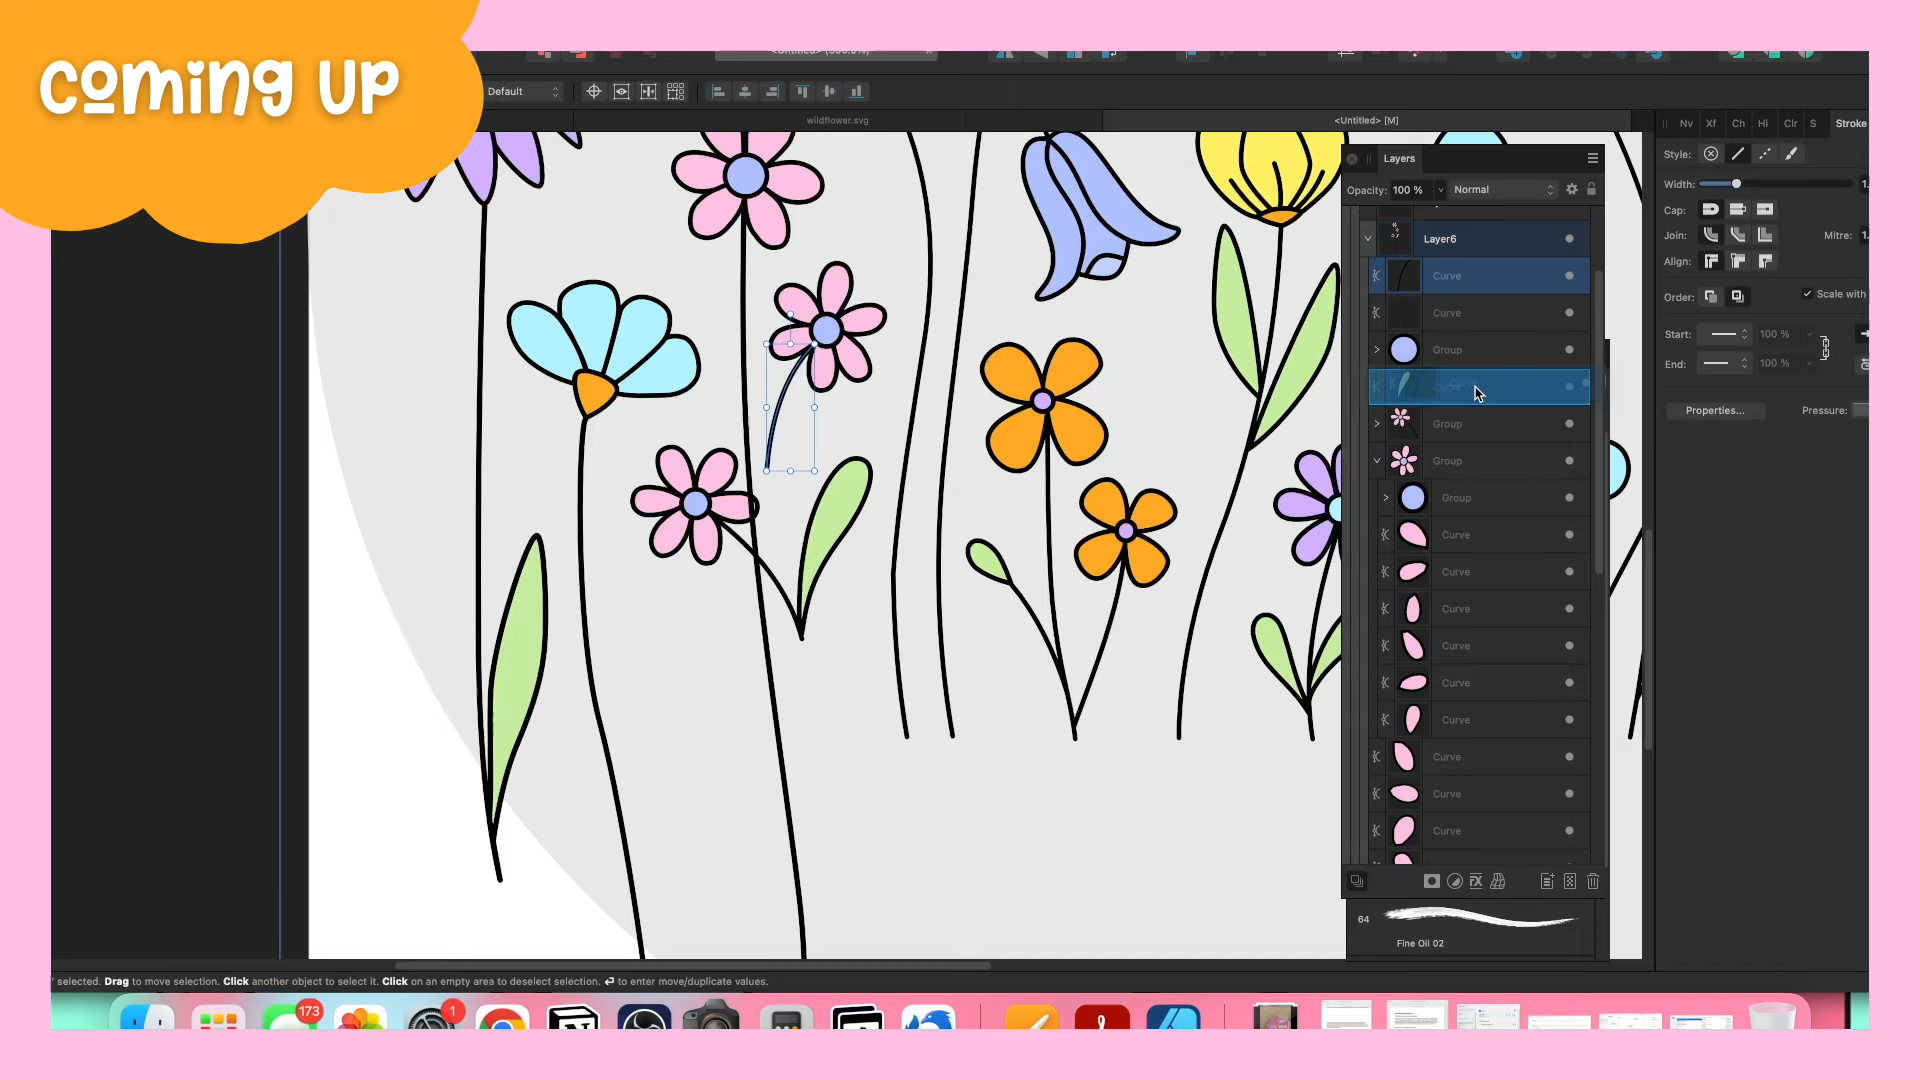 coming up
Default
wildflower.svg
<Untitled> [M]
Nv Xf Ch Hi Clr S Stroke
Layers
Opacity: 100 % Normal
Layer6
Curve
Curve
Group
Group
Group
Group
Curve
Curve
Curve
Curve
Curve
Curve
Curve
Curve
Curve
Style:
Width:
Cap:
Join: Mitre:
Align:
Order: Scale with
Start: 100 %
End: 100 %
Properties... Pressure:
64
Fine Oil 02
selected. Drag to move selection. Click another object to select it. Click on an empty area to deselect selection. ↵ to enter move/duplicate values.
173
1